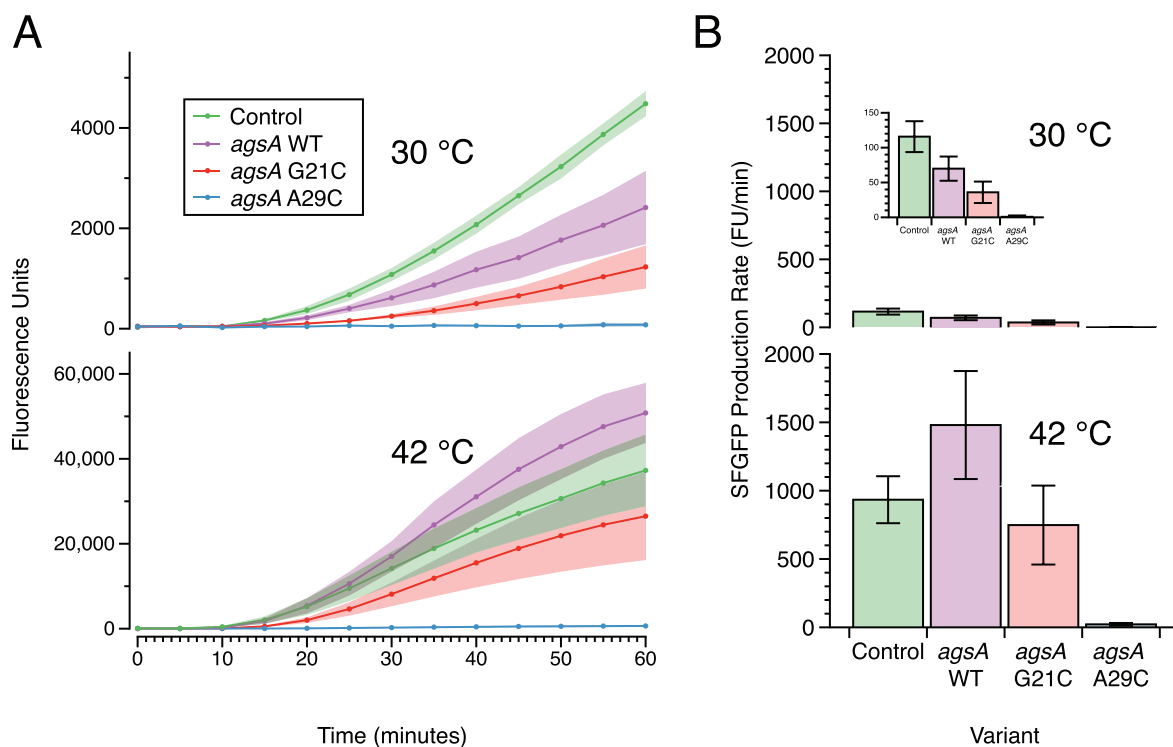 A
Fluorescence Units
4000
2000
0
Control
agsA WT
agsA G21C
agsA A29C
30 °C
60,000
40,000
20,000
0
42 °C
0 10 20 30 40 50 60
Time (minutes)
B
SFGFP Production Rate (FU/min)
2000
1500
1000
500
0
150
100
50
0
Control agsA agsA agsA
WT G21C A29C
30 °C
2000
1500
1000
500
0
42 °C
Control agsA agsA agsA
WT G21C A29C
Variant